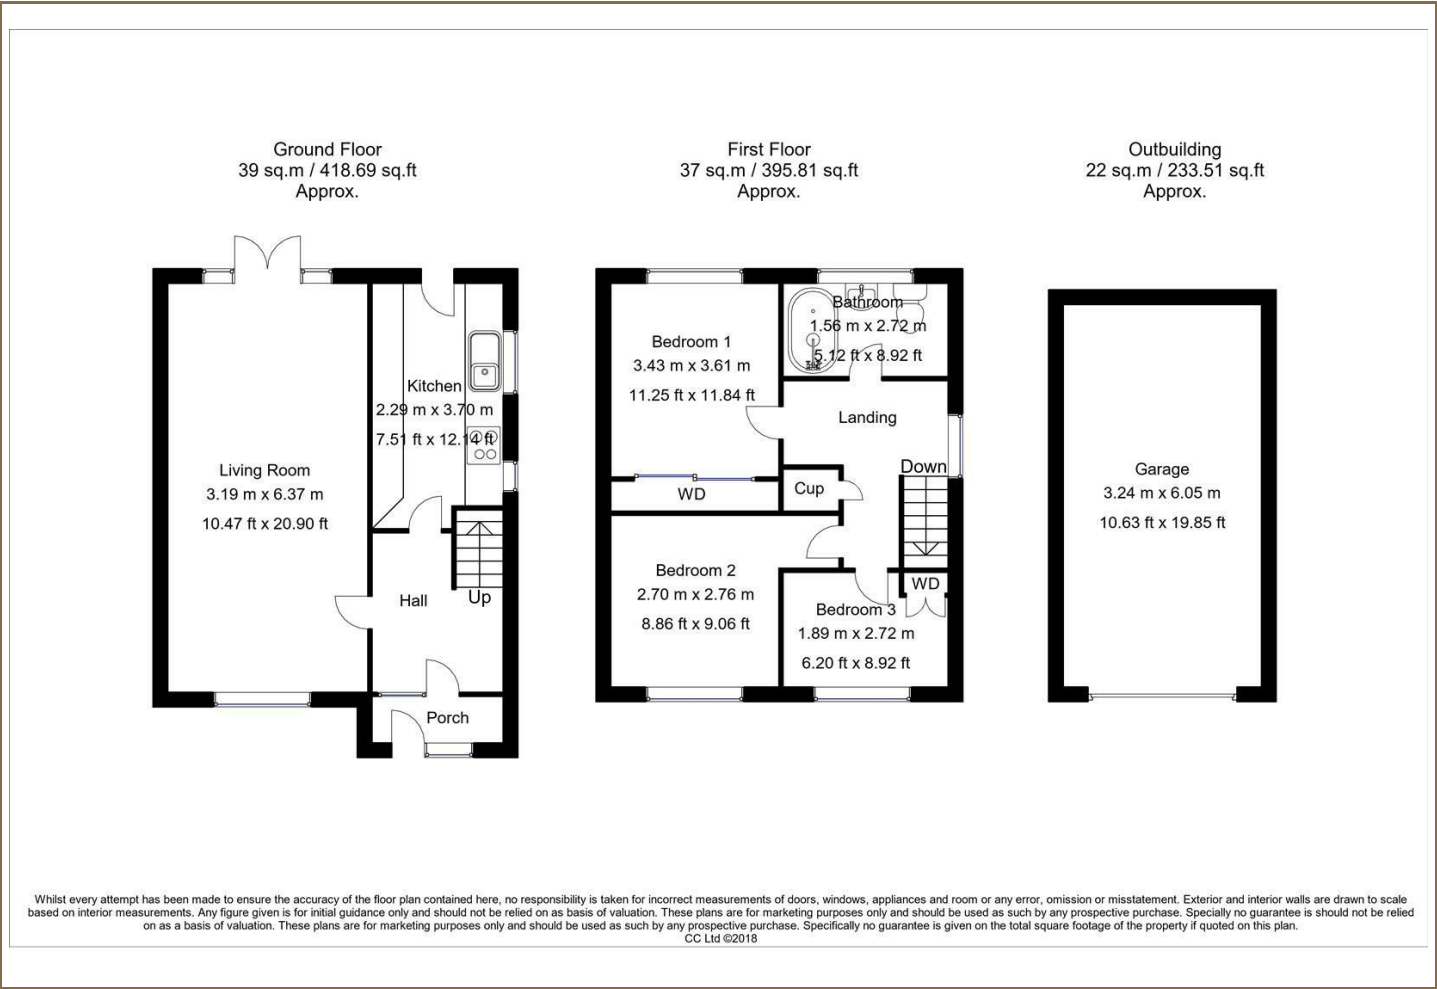 Ground Floor
39 sq.m / 418.69 sq.ft
Approx.
First Floor
37 sq.m / 395.81 sq.ft
Approx.
Outbuilding
22 sq.m / 233.51 sq.ft
Approx.
Living Room
3.19 m x 6.37 m
10.47 ft x 20.90 ft
Kitchen
2.29 m x 3.70 m
7.51 ft x 12.14 ft
Hall
Up
Porch
Bedroom 1
3.43 m x 3.61 m
11.25 ft x 11.84 ft
WD
Bathroom
1.56 m x 2.72 m
5.12 ft x 8.92 ft
Landing
Down
Cup
Bedroom 2
2.70 m x 2.76 m
8.86 ft x 9.06 ft
WD
Bedroom 3
1.89 m x 2.72 m
6.20 ft x 8.92 ft
Garage
3.24 m x 6.05 m
10.63 ft x 19.85 ft
Whilst every attempt has been made to ensure the accuracy of the floor plan contained here, no responsibility is taken for incorrect measurements of doors, windows, appliances and room or any error, omission or misstatement. Exterior and interior walls are drawn to scale
based on interior measurements. Any figure given is for initial guidance only and should not be relied on as basis of valuation. These plans are for marketing purposes only and should be used as such by any prospective purchase. Specially no guarantee is should not be relied
on as a basis of valuation. These plans are for marketing purposes only and should be used as such by any prospective purchase. Specifically no guarantee is given on the total square footage of the property if quoted on this plan.
CC Ltd ©2018